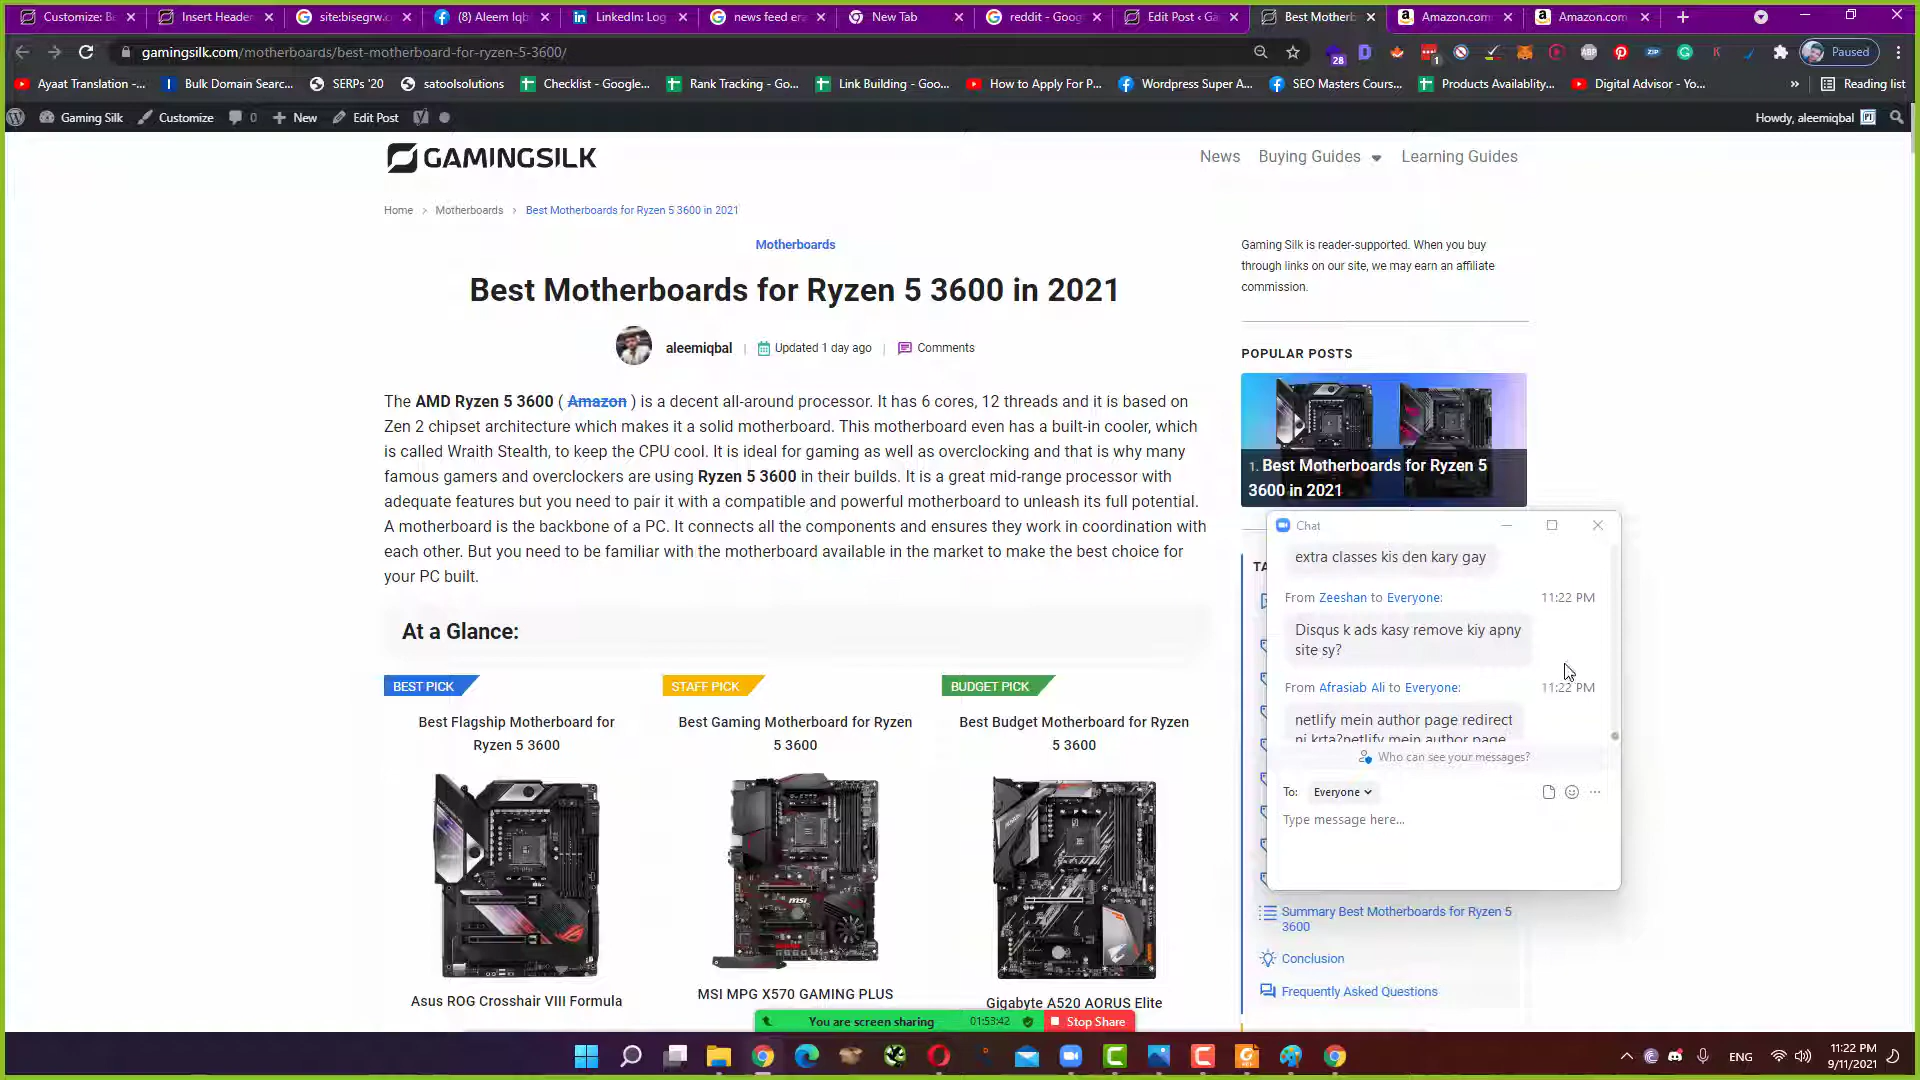 Customize: B
Insert Header
site:bisegrw.c
(8) Aleem Iqb
LinkedIn: Log
news feed era
New Tab
reddit - Goog
Edit Post ‹ Ga
Best Motherb
Amazon.com
Amazon.com
gamingsilk.com/motherboards/best-motherboard-for-ryzen-5-3600/
28
1
ABP
ZIP
Paused
Ayaat Translation -...
Bulk Domain Searc...
SERPs '20
satoolsolutions
Checklist - Google...
Rank Tracking - Go...
Link Building - Goo...
How to Apply For P...
Wordpress Super A...
SEO Masters Cours...
Products Availablity...
Digital Advisor - Yo...
»
Reading list
Gaming Silk
Customize
0
New
Edit Post
Howdy, aleemiqbal
GAMINGSILK
News
Buying Guides
Learning Guides
Home > Motherboards > Best Motherboards for Ryzen 5 3600 in 2021
Motherboards
Best Motherboards for Ryzen 5 3600 in 2021
aleemiqbal | Updated 1 day ago | Comments
The AMD Ryzen 5 3600 ( Amazon ) is a decent all-around processor. It has 6 cores, 12 threads and it is based on
Zen 2 chipset architecture which makes it a solid motherboard. This motherboard even has a built-in cooler, which
is called Wraith Stealth, to keep the CPU cool. It is ideal for gaming as well as overclocking and that is why many
famous gamers and overclockers are using Ryzen 5 3600 in their builds. It is a great mid-range processor with
adequate features but you need to pair it with a compatible and powerful motherboard to unleash its full potential.
A motherboard is the backbone of a PC. It connects all the components and ensures they work in coordination with
each other. But you need to be familiar with the motherboard available in the market to make the best choice for
your PC built.
At a Glance:
BEST PICK
Best Flagship Motherboard for
Ryzen 5 3600
Asus ROG Crosshair VIII Formula
STAFF PICK
Best Gaming Motherboard for Ryzen
5 3600
msi
MSI MPG X570 GAMING PLUS
BUDGET PICK
Best Budget Motherboard for Ryzen
5 3600
Gigabyte A520 AORUS Elite
Gaming Silk is reader-supported. When you buy
through links on our site, we may earn an affiliate
commission.
POPULAR POSTS
1. Best Motherboards for Ryzen 5
3600 in 2021
TA
Chat
extra classes kis den kary gay
From Zeeshan to Everyone:
11:22 PM
Disqus k ads kasy remove kiy apny
site sy?
From Afrasiab Ali to Everyone:
11:22 PM
netlify mein author page redirect
ni krta?netlify mein author page
Who can see your messages?
To: Everyone
Type message here...
Summary Best Motherboards for Ryzen 5
3600
Conclusion
Frequently Asked Questions
You are screen sharing
01:53:42
Stop Share
ENG
11:22 PM
9/11/2021